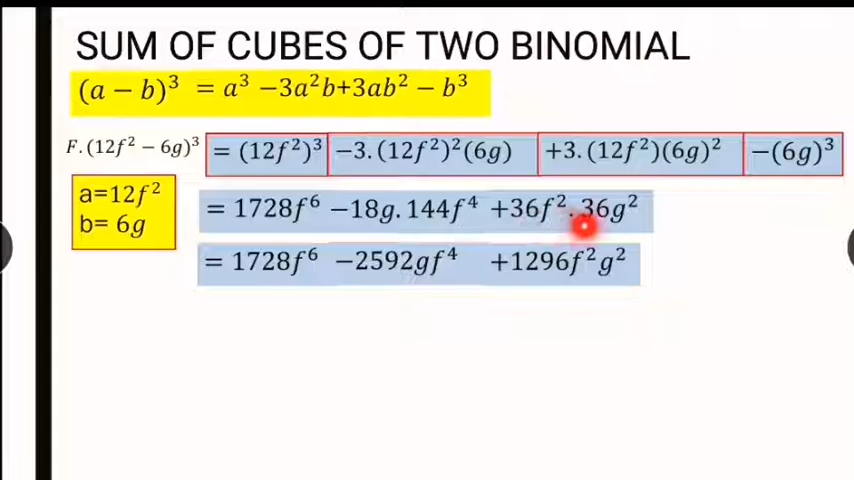 SUM OF CUBES OF TWO BINOMIAL
(a − b)³ = a³ −3a²b+3ab² − b³
F.(12f² − 6g)³ = (12f²)³ −3.(12f²)²(6g) +3.(12f²)(6g)² −(6g)³
a=12f²
b= 6g
= 1728f⁶ −18g.144f⁴ +36f².36g²
= 1728f⁶ −2592gf⁴ +1296f²g²